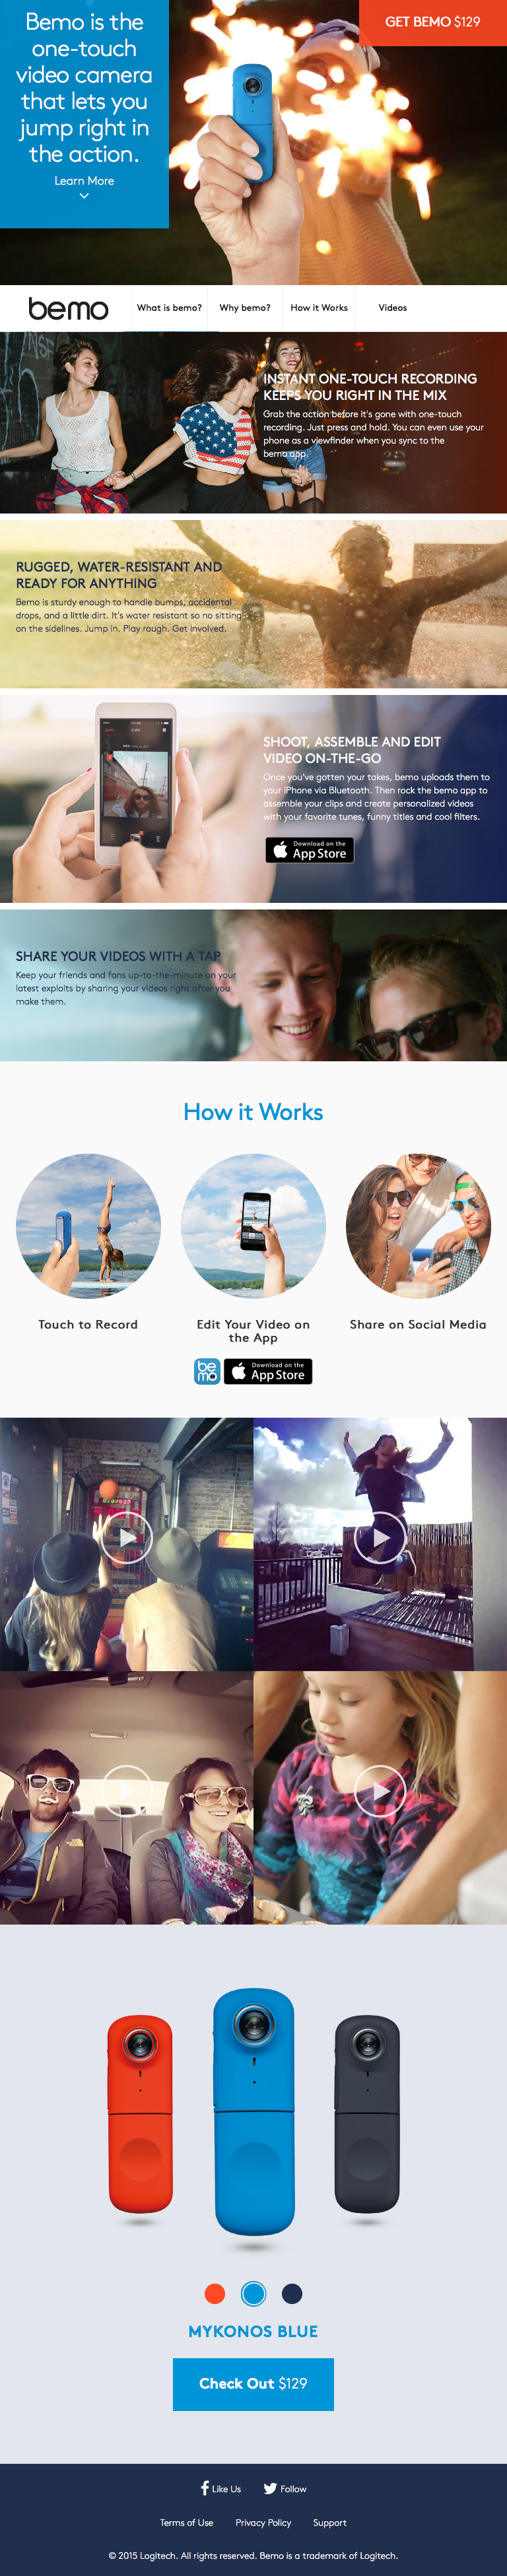 Bemo is the
one-touch
video camera
that lets you
jump right in
the action.
Learn More
GET BEMO $129
bemo
What is bemo?
Why bemo?
How it Works
Videos
INSTANT ONE-TOUCH RECORDING
KEEPS YOU RIGHT IN THE MIX
Grab the action before it's gone with one-touch
recording. Just press and hold. You can even use your
phone as a viewfinder when you sync to the
bemo app.
RUGGED, WATER-RESISTANT AND
READY FOR ANYTHING
Bemo is sturdy enough to handle bumps, accidental
drops, and a little dirt. It's water resistant so no sitting
on the sidelines. Jump in. Play rough. Get involved.
SHOOT, ASSEMBLE AND EDIT
VIDEO ON-THE-GO
Once you've gotten your takes, bemo uploads them to
your iPhone via Bluetooth. Then rock the bemo app to
assemble your clips and create personalized videos
with your favorite tunes, funny titles and cool filters.
Download on the
App Store
SHARE YOUR VIDEOS WITH A TAP
Keep your friends and fans up-to-the-minute on your
latest exploits by sharing your videos right after you
make them.
How it Works
Touch to Record
Edit Your Video on
the App
Share on Social Media
be
mo
Download on the
App Store
MYKONOS BLUE
Check Out $129
Like Us
Follow
Terms of Use
Privacy Policy
Support
© 2015 Logitech. All rights reserved. Bemo is a trademark of Logitech.